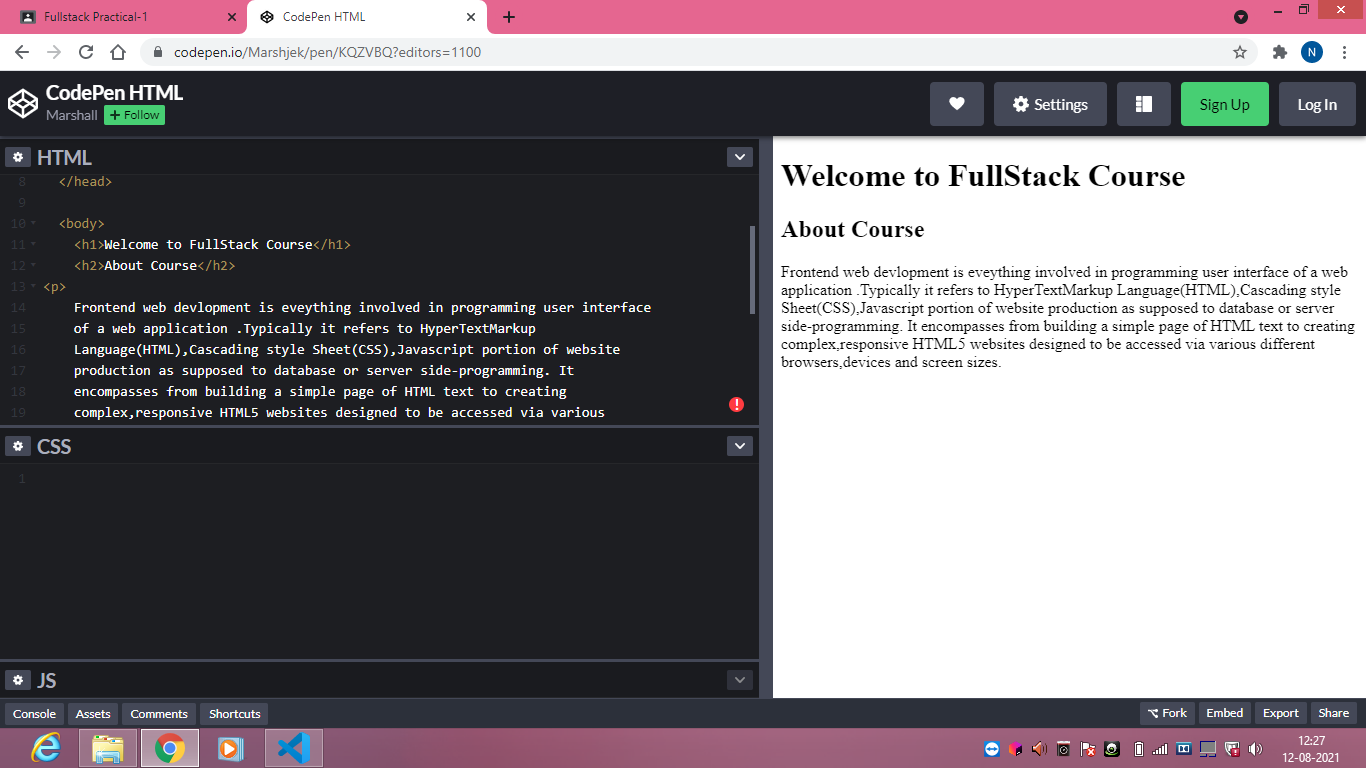 Fullstack Practical-1
CodePen HTML
N
codepen.io/Marshjek/pen/KQZVBQ?editors=1100
CodePen HTML
Marshall
+ Follow
Settings
Sign Up
Log In
HTML
8 </head>
9
10 <body>
11 <h1>Welcome to FullStack Course</h1>
12 <h2>About Course</h2>
13 <p>
14 Frontend web devlopment is eveything involved in programming user interface
15 of a web application .Typically it refers to HyperTextMarkup
16 Language(HTML),Cascading style Sheet(CSS),Javascript portion of website
17 production as supposed to database or server side-programming. It
18 encompasses from building a simple page of HTML text to creating
19 complex,responsive HTML5 websites designed to be accessed via various
CSS
1
JS
Welcome to FullStack Course
About Course
Frontend web devlopment is eveything involved in programming user interface of a web
application .Typically it refers to HyperTextMarkup Language(HTML),Cascading style
Sheet(CSS),Javascript portion of website production as supposed to database or server
side-programming. It encompasses from building a simple page of HTML text to creating
complex,responsive HTML5 websites designed to be accessed via various different
browsers,devices and screen sizes.
Console
Assets
Comments
Shortcuts
Fork
Embed
Export
Share
12:27
12-08-2021